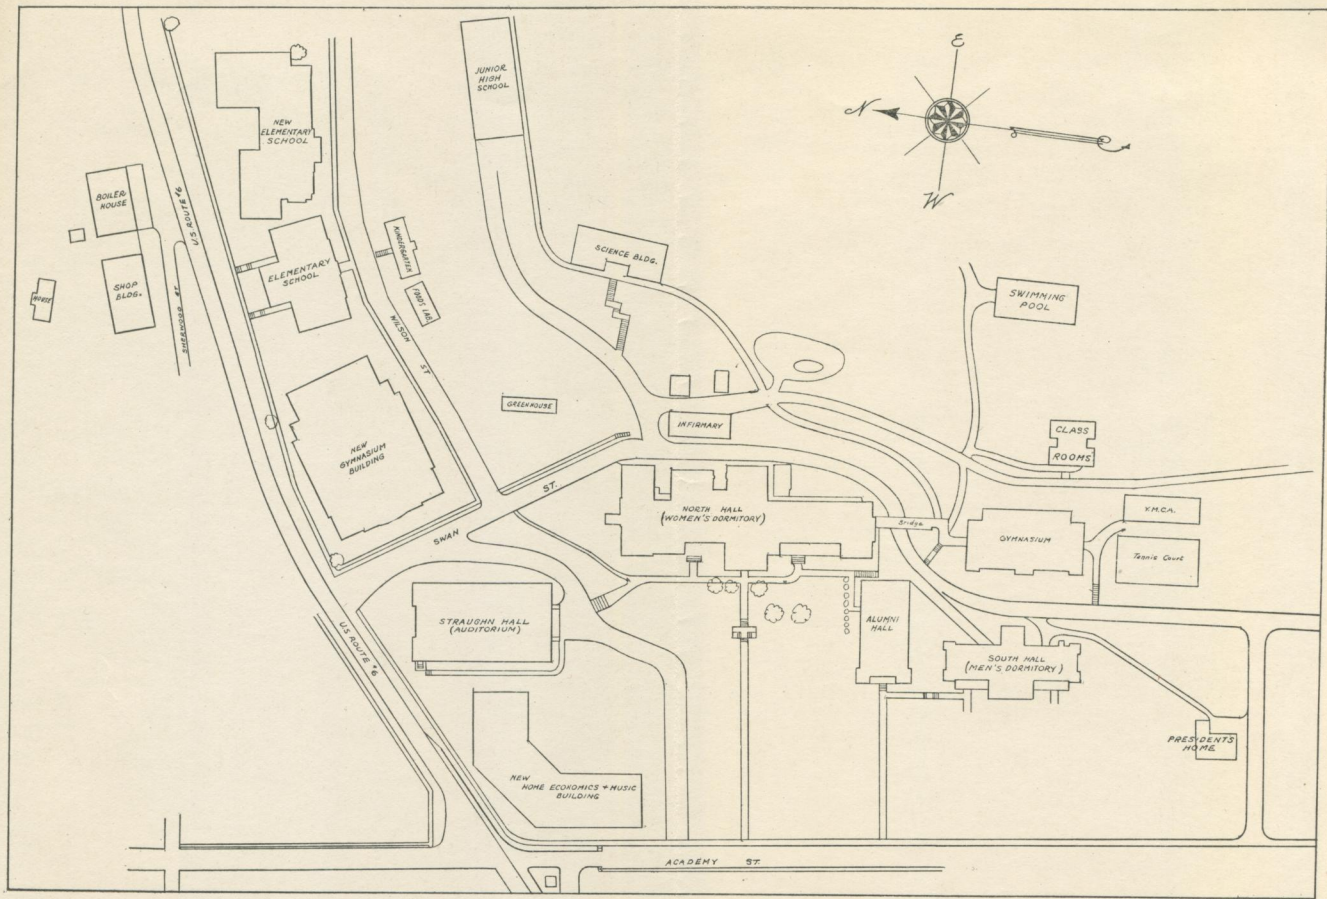 E
N
W
JUNIOR
HIGH
SCHOOL
NEW
ELEMENTARY
SCHOOL
BOILER
HOUSE
U.S. ROUTE #6
KINDERGARTEN
SCIENCE BLDG.
ELEMENTARY
SCHOOL
SHOP
BLDG.
HOUSE
SHERWOOD ST
FOODS LAB.
WILSON ST
SWIMMING
POOL
GREENHOUSE
INFIRMARY
CLASS
ROOMS
NEW
GYMNASIUM
BUILDING
SWAN ST.
NORTH HALL
(WOMEN'S DORMITORY)
Bridge
GYMNASIUM
Y.M.C.A.
Tennis Court
STRAUGHN HALL
(AUDITORIUM)
U.S ROUTE #6
ALUMNI
HALL
SOUTH HALL
(MEN'S DORMITORY)
PRESIDENTS
HOME
NEW
HOME ECONOMICS + MUSIC
BUILDING
ACADEMY ST.